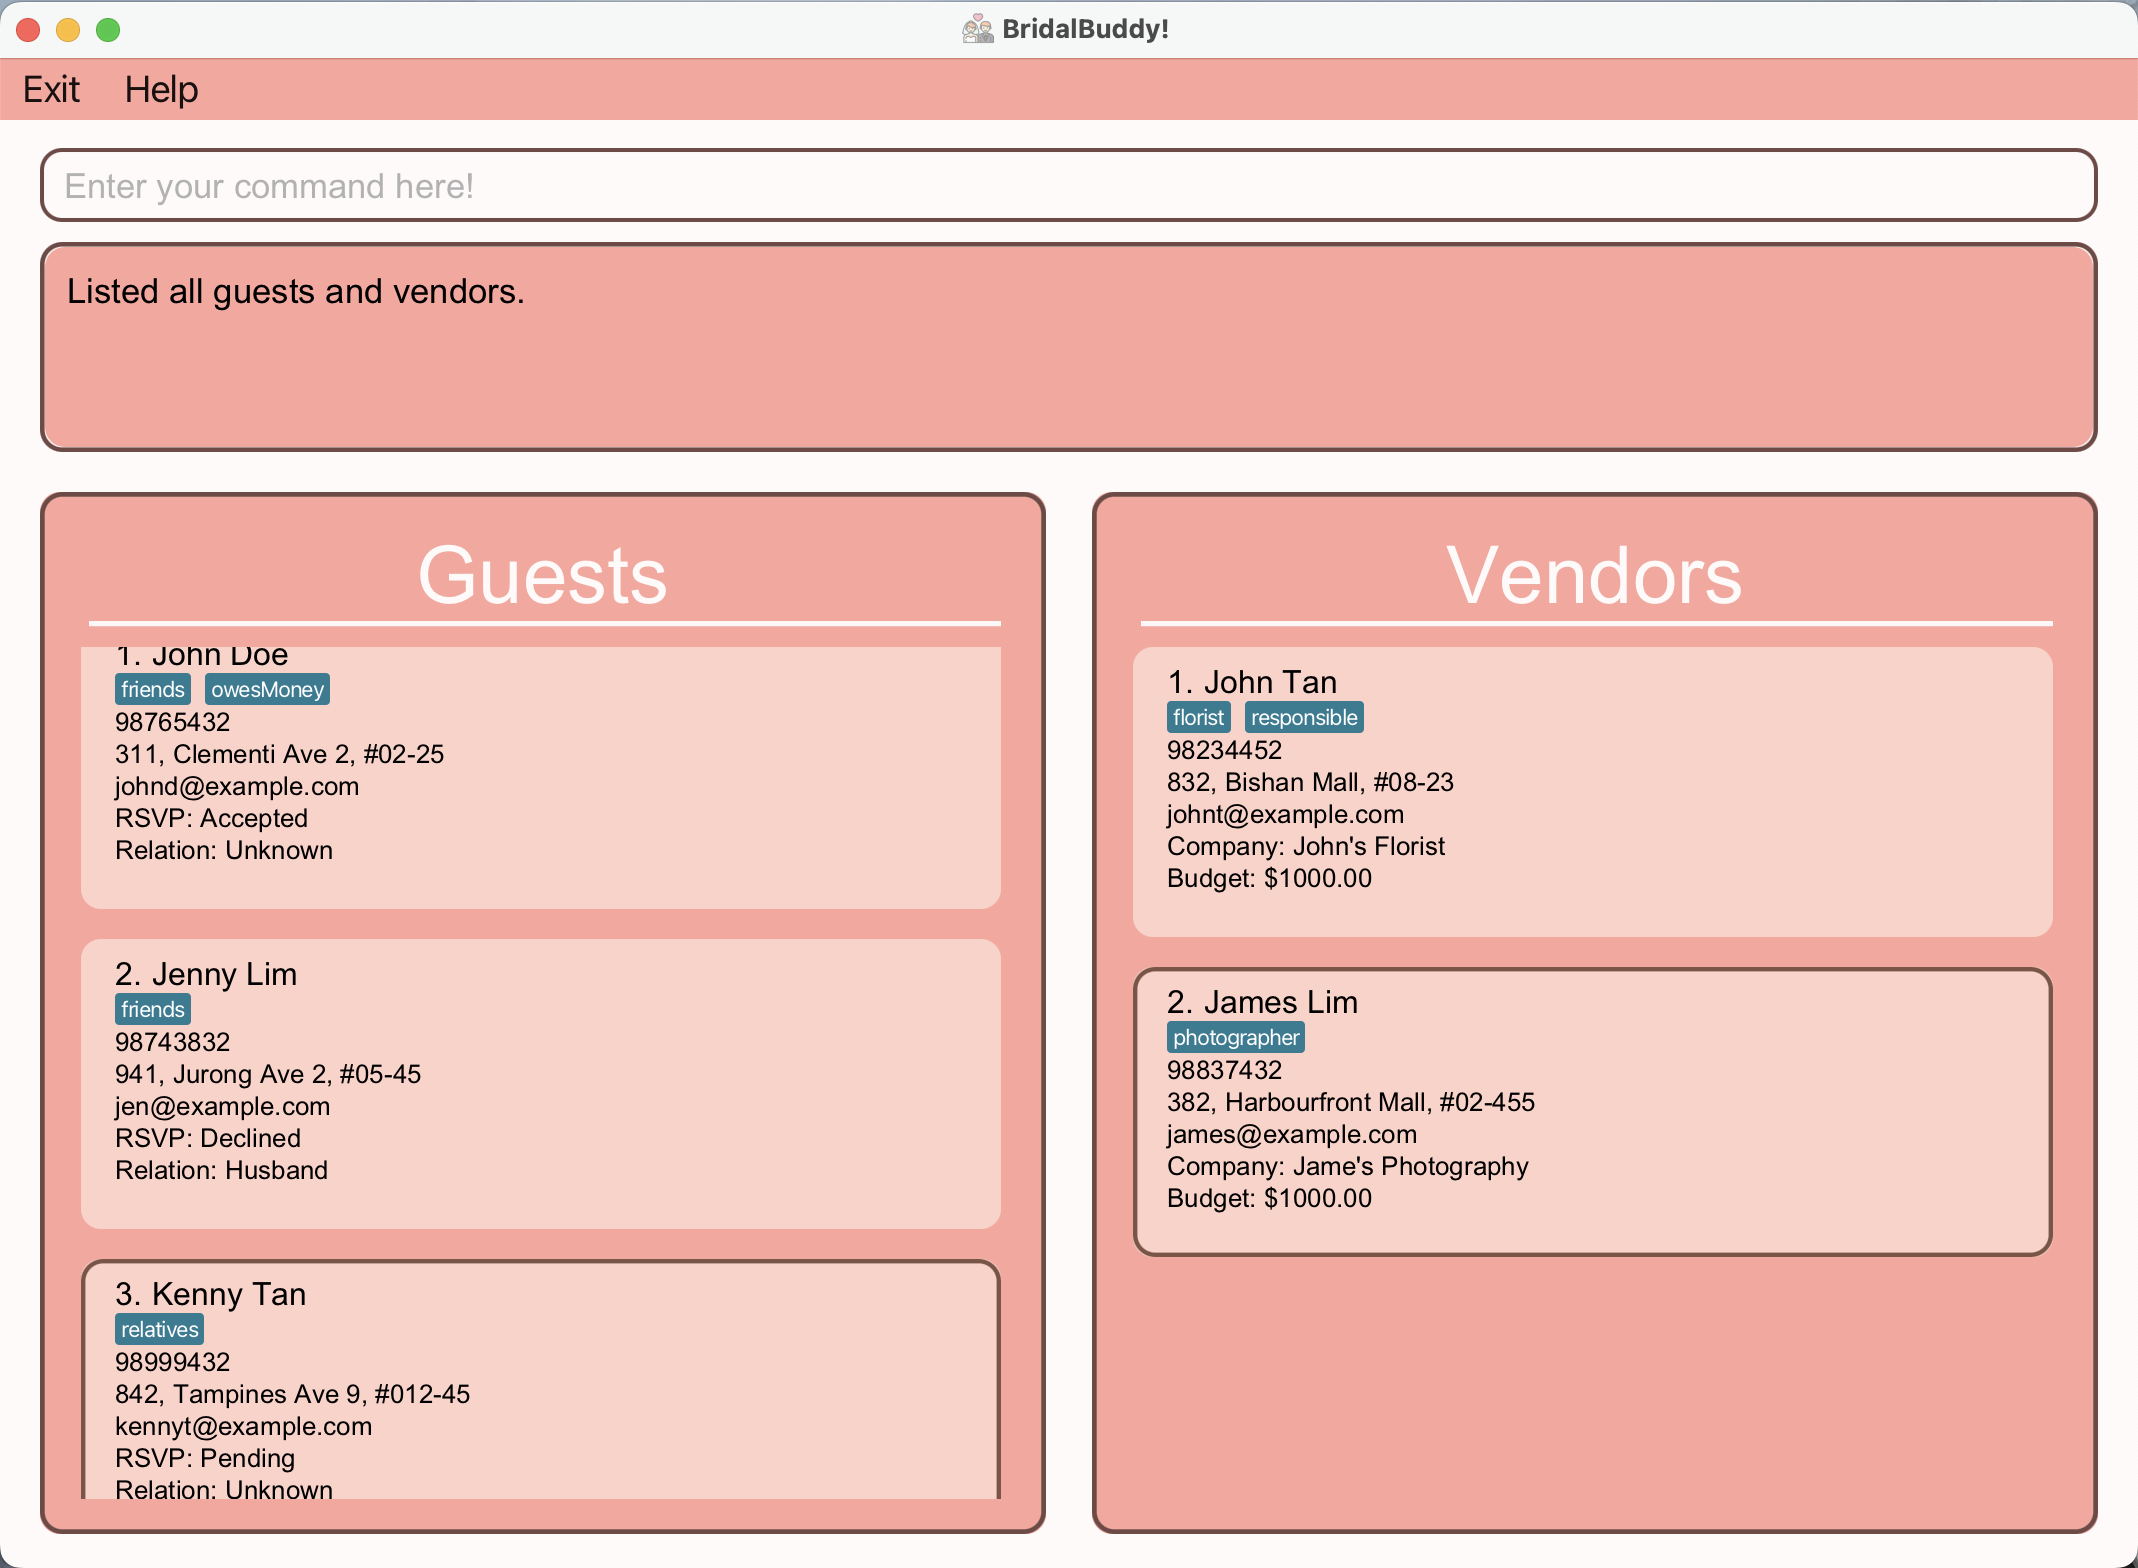 BridalBuddy!
Exit Help
Enter your command here!
Listed all guests and vendors.
Guests
1. John Doe
friends owesMoney
98765432
311, Clementi Ave 2, #02-25
johnd@example.com
RSVP: Accepted
Relation: Unknown
2. Jenny Lim
friends
98743832
941, Jurong Ave 2, #05-45
jen@example.com
RSVP: Declined
Relation: Husband
3. Kenny Tan
relatives
98999432
842, Tampines Ave 9, #012-45
kennyt@example.com
RSVP: Pending
Relation: Unknown
Vendors
1. John Tan
florist responsible
98234452
832, Bishan Mall, #08-23
johnt@example.com
Company: John's Florist
Budget: $1000.00
2. James Lim
photographer
98837432
382, Harbourfront Mall, #02-455
james@example.com
Company: Jame's Photography
Budget: $1000.00